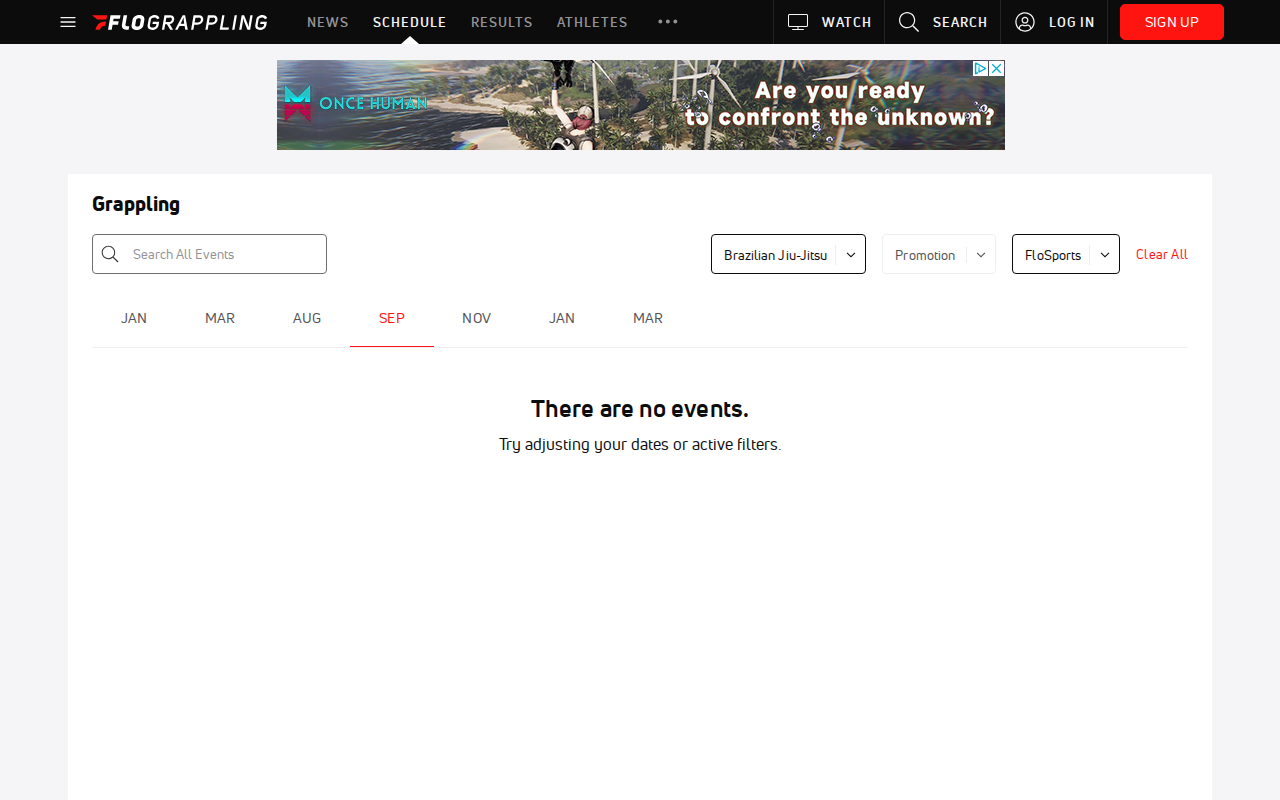 FLOGRAPPLING NEWS SCHEDULE RESULTS ATHLETES WATCH SEARCH LOG IN SIGN UP
ONCE HUMAN
Are you ready
to confront the unknown?
Grappling
Search All Events
Brazilian Jiu-Jitsu Promotion FloSports Clear All
JAN MAR AUG SEP NOV JAN MAR
There are no events.
Try adjusting your dates or active filters.